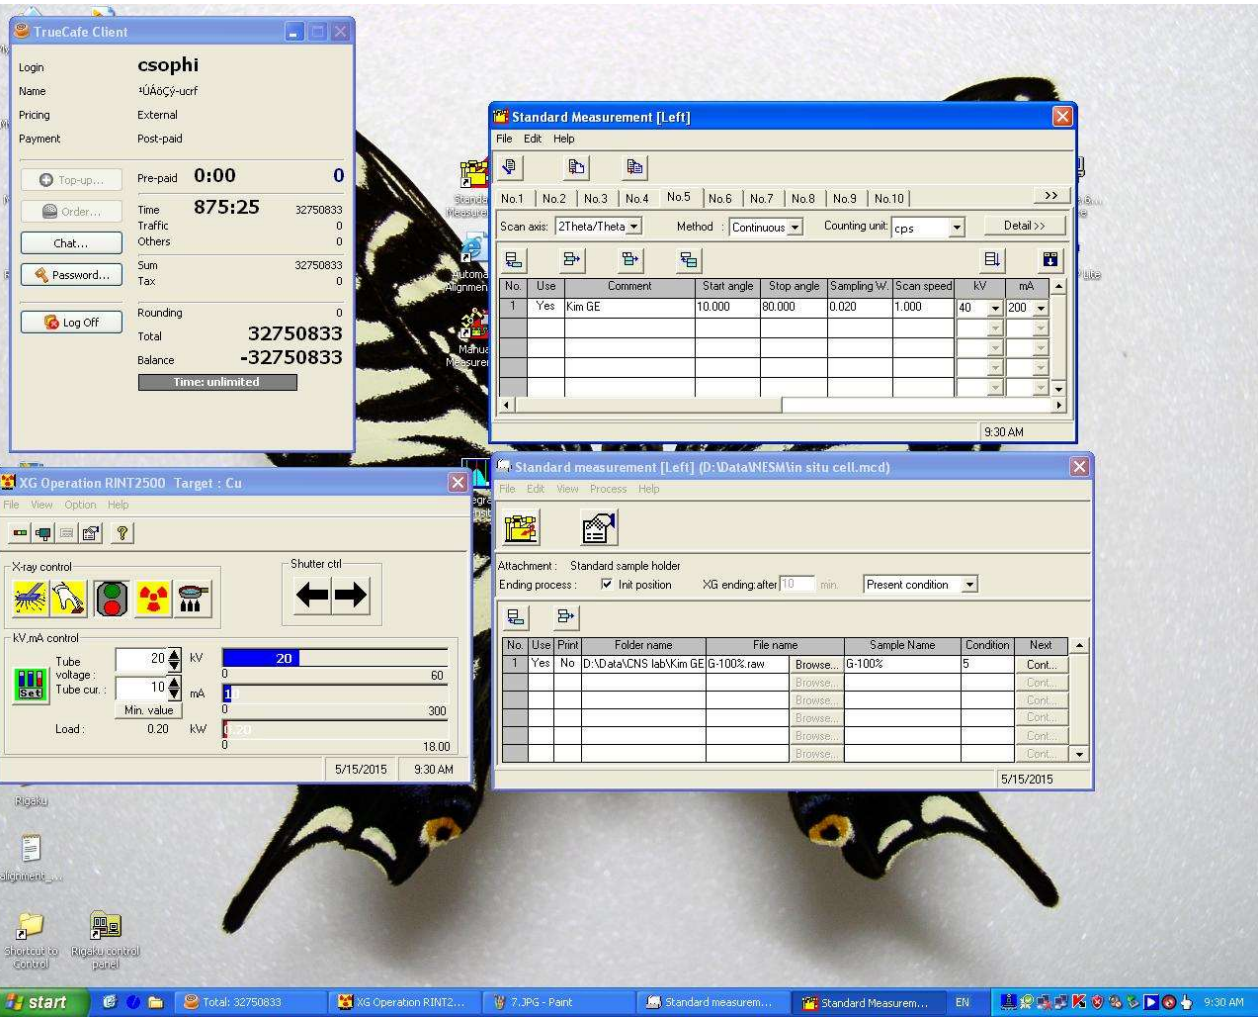 TrueCafe Client
Login csophi
Name ¹ÚÁöÇý-ucrf
Pricing External
Payment Post-paid
Top-up... Pre-paid 0:00 0
Order... Time 875:25 32750833
Traffic 0
Chat... Others 0
Password... Sum 32750833
Tax 0
Log Off Rounding 0
Total 32750833
Balance -32750833
Time: unlimited
Standard Measurement [Left]
File Edit Help
No.1 No.2 No.3 No.4 No.5 No.6 No.7 No.8 No.9 No.10 >>
Scan axis: 2Theta/Theta Method : Continuous Counting unit: cps Detail >>
No. Use Comment Start angle Stop angle Sampling W. Scan speed kV mA
1 Yes Kim GE 10.000 80.000 0.020 1.000 40 200
9:30 AM
XG Operation RINT2500 Target : Cu
File View Option Help
X-ray control Shutter ctrl
kV,mA control
Set
Tube voltage : 20 kV 20
0 60
Tube cur. : 10 mA 10
Min. value 0 300
Load : 0.20 kW 0.20
0 18.00
5/15/2015 9:30 AM
Standard measurement [Left] (D:\Data\NESM\in situ cell.mcd)
File Edit View Process Help
Attachment : Standard sample holder
Ending process : Init position XG ending:after 10 min. Present condition
No. Use Print Folder name File name Sample Name Condition Next
1 Yes No D:\Data\CNS lab\Kim GE G-100%.raw Browse... G-100% 5 Cont...
Browse... Cont...
Browse... Cont...
Browse... Cont...
Browse... Cont...
Browse... Cont...
5/15/2015
Rigaku
alignment_...
Shortcut to Control
Rigaku control panel
start Total: 32750833 XG Operation RINT2... 7.JPG - Paint Standard measurem... Standard Measurem... EN 9:30 AM